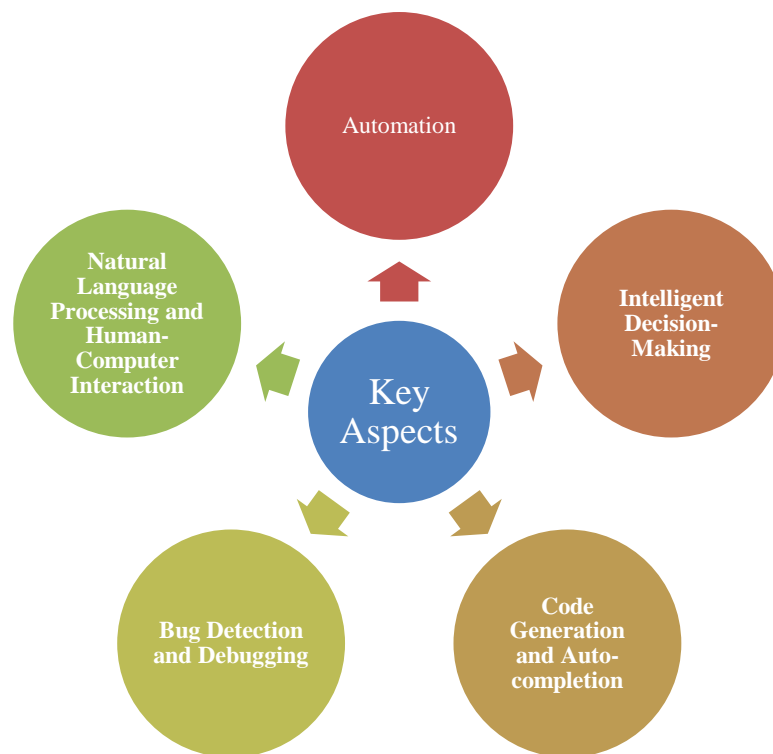 Automation
Intelligent
Decision-
Making
Code
Generation
and Auto-
completion
Bug Detection
and Debugging
Natural
Language
Processing and
Human-
Computer
Interaction
Key
Aspects